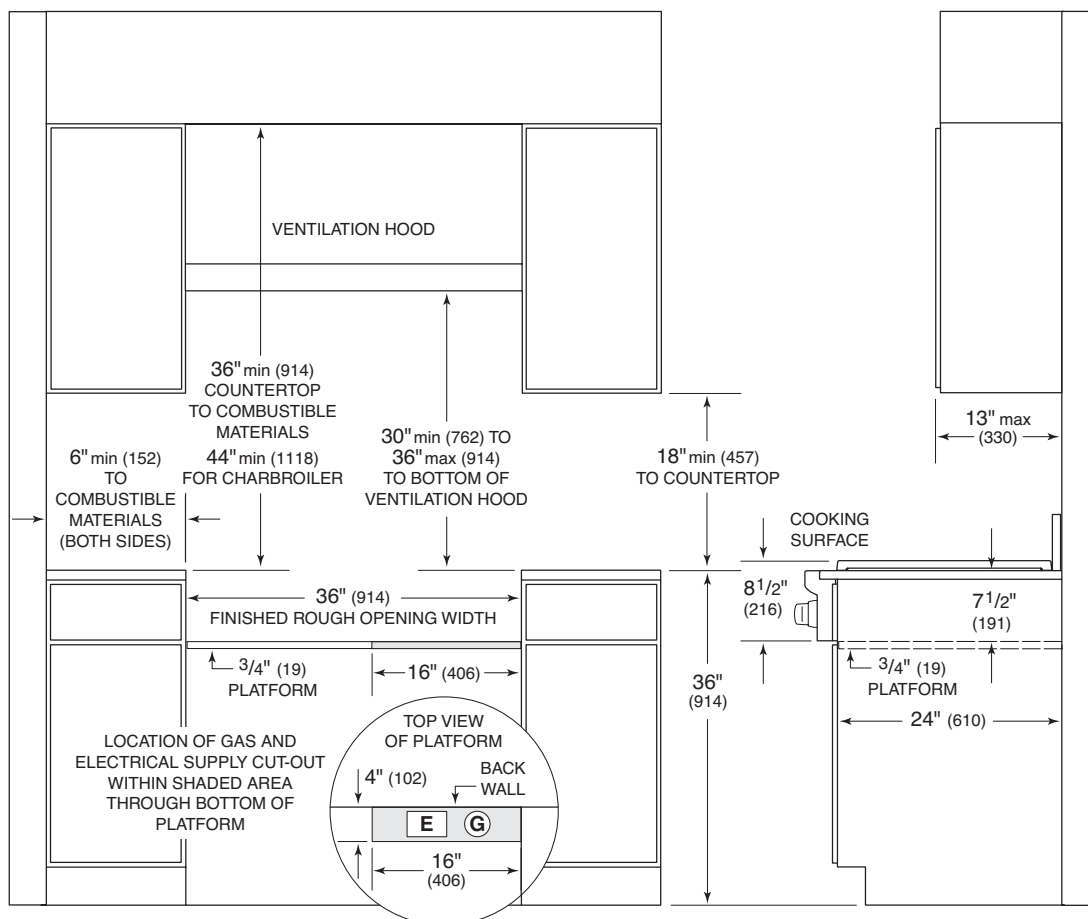 VENTILATION HOOD
36" min (914)
COUNTERTOP
TO COMBUSTIBLE
MATERIALS
44" min (1118)
FOR CHARBROILER
6" min (152)
TO
COMBUSTIBLE
MATERIALS
(BOTH SIDES)
30" min (762) TO
36" max (914)
TO BOTTOM OF
VENTILATION HOOD
18" min (457)
TO COUNTERTOP
13" max
(330)
COOKING
SURFACE
8 1/2"
(216)
7 1/2"
(191)
36" (914)
FINISHED ROUGH OPENING WIDTH
3/4" (19)
PLATFORM
16" (406)
36"
(914)
3/4" (19)
PLATFORM
24" (610)
LOCATION OF GAS AND
ELECTRICAL SUPPLY CUT-OUT
WITHIN SHADED AREA
THROUGH BOTTOM OF
PLATFORM
TOP VIEW
OF PLATFORM
4" (102)
BACK
WALL
E G
16"
(406)